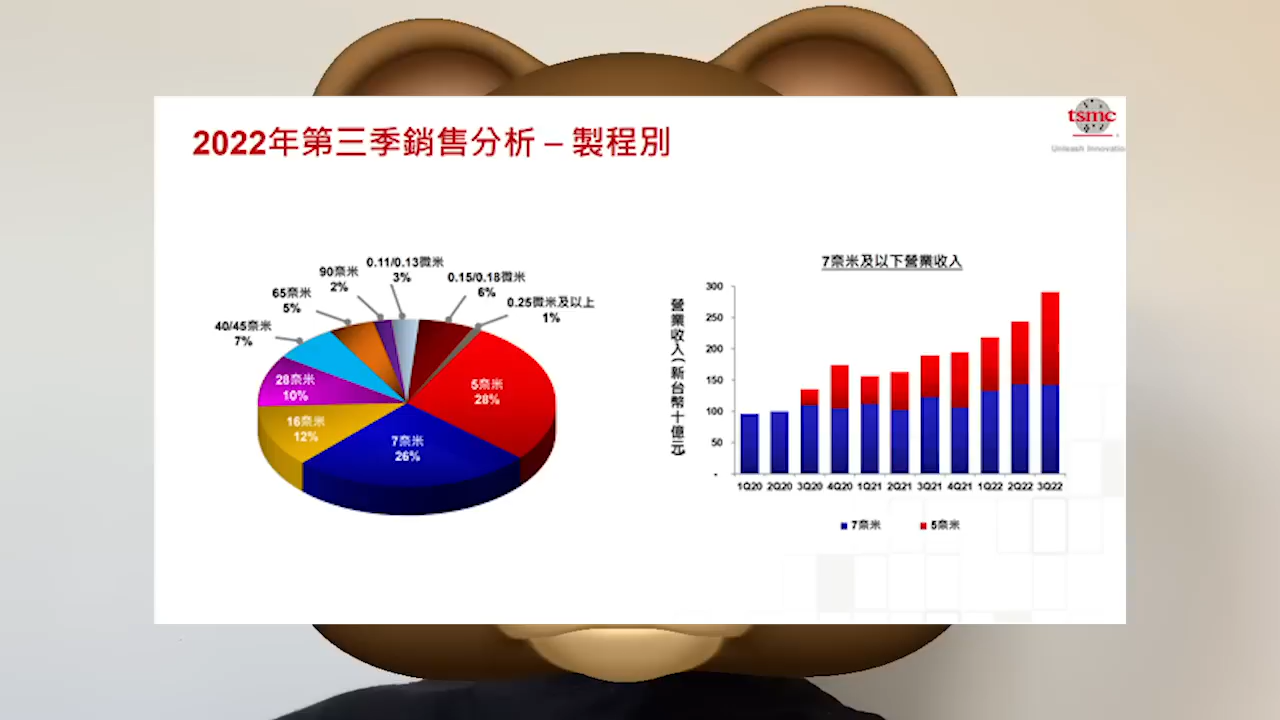 2022年第三季銷售分析 – 製程別
tsmc
Unleash Innovatio
0.11/0.13微米
3%
90奈米
2%
0.15/0.18微米
6%
65奈米
5%
0.25微米及以上
1%
40/45奈米
7%
28奈米
10%
5奈米
28%
16奈米
12%
7奈米
26%
7奈米及以下營業收入
營業收入(新台幣十億元)
300
250
200
150
100
50
-
1Q20 2Q20 3Q20 4Q20 1Q21 2Q21 3Q21 4Q21 1Q22 2Q22 3Q22
7奈米 5奈米